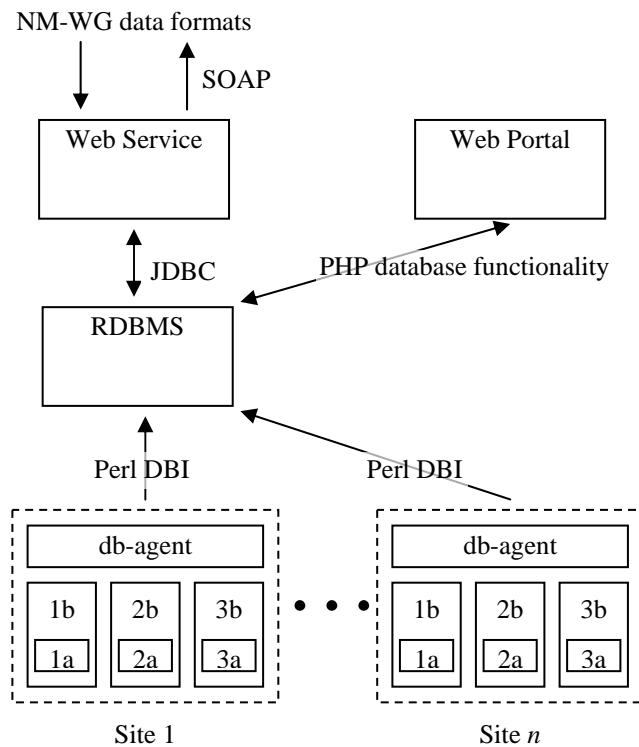 NM-WG data formats
SOAP
Web Service
Web Portal
JDBC
PHP database functionality
RDBMS
Perl DBI
Perl DBI
db-agent
db-agent
1b 2b 3b
1a 2a 3a
• • •
1b 2b 3b
1a 2a 3a
Site 1
Site n